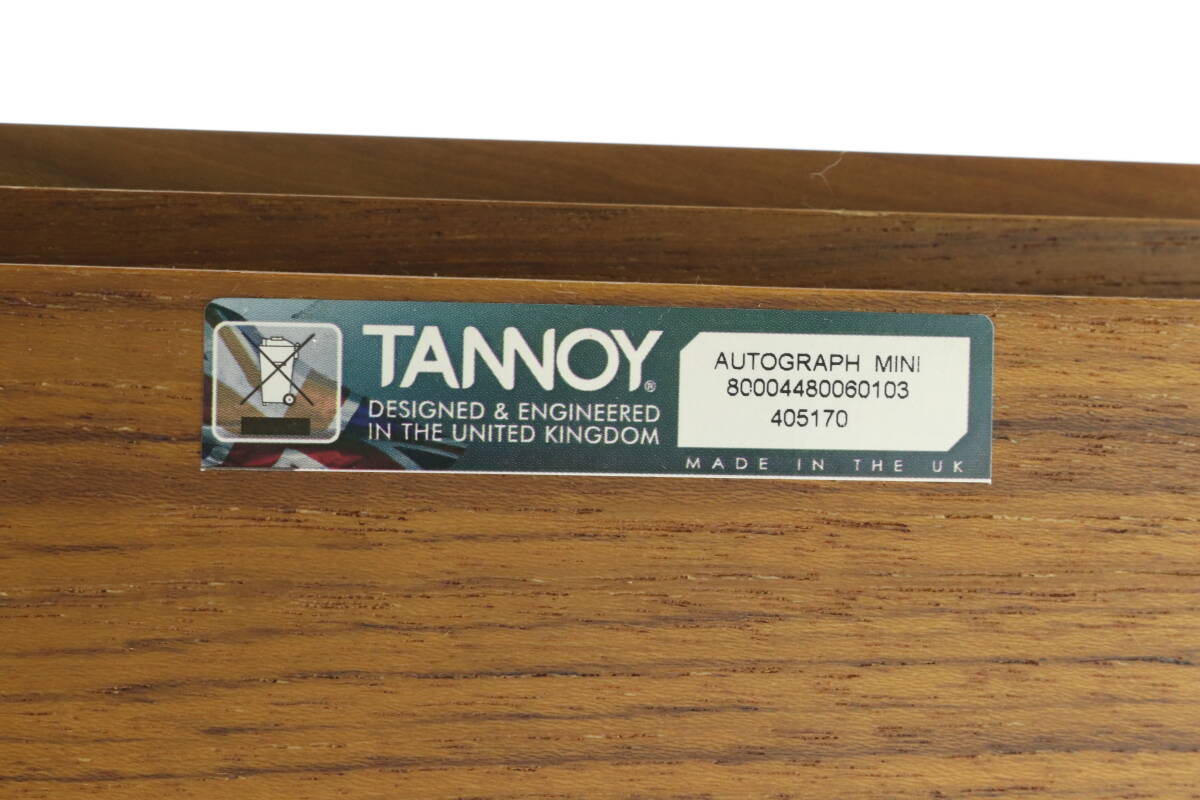 TANNOY®
DESIGNED & ENGINEERED
IN THE UNITED KINGDOM
AUTOGRAPH MINI
80004480060103
405170
MADE IN THE UK